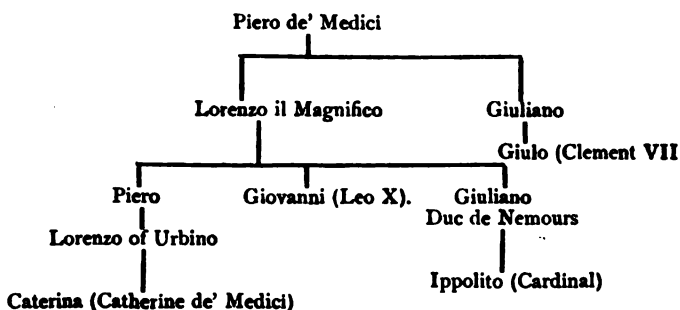 Piero de' Medici
Lorenzo il Magnifico
Giuliano
Giulo (Clement VII
Piero
Giovanni (Leo X).
Giuliano
Duc de Nemours
Lorenzo of Urbino
Ippolito (Cardinal)
Caterina (Catherine de' Medici)